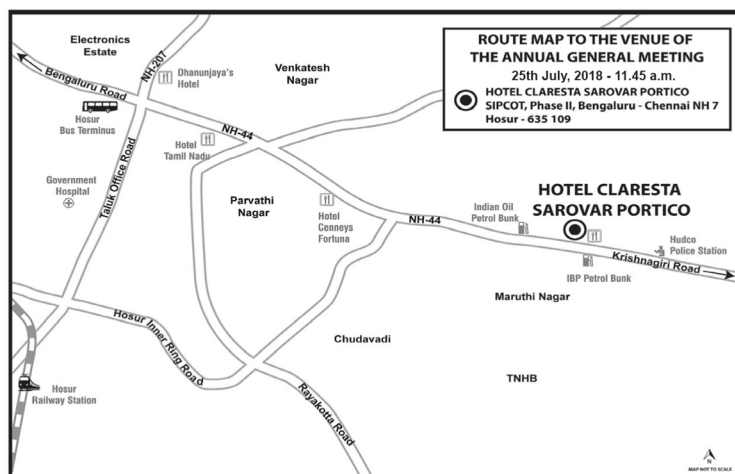 Electronics
Estate
ROUTE MAP TO THE VENUE OF
THE ANNUAL GENERAL MEETING
25th July, 2018 - 11.45 a.m.
HOTEL CLARESTA SAROVAR PORTICO
SIPCOT, Phase II, Bengaluru - Chennai NH 7
Hosur - 635 109
NH-207
Dhanunjaya's
Hotel
Venkatesh
Nagar
Bengaluru Road
Hosur
Bus Terminus
NH-44
Hotel
Tamil Nadu
Taluk Office Road
Government
Hospital
Parvathi
Nagar
Hotel
Cenneys
Fortuna
NH-44
Indian Oil
Petrol Bunk
HOTEL CLARESTA
SAROVAR PORTICO
Hudco
Police Station
Krishnagiri Road
IBP Petrol Bunk
Maruthi Nagar
Hosur Inner Ring Road
Chudavadi
TNHB
Rayakotta Road
Hosur
Railway Station
N
MAP NOT TO SCALE